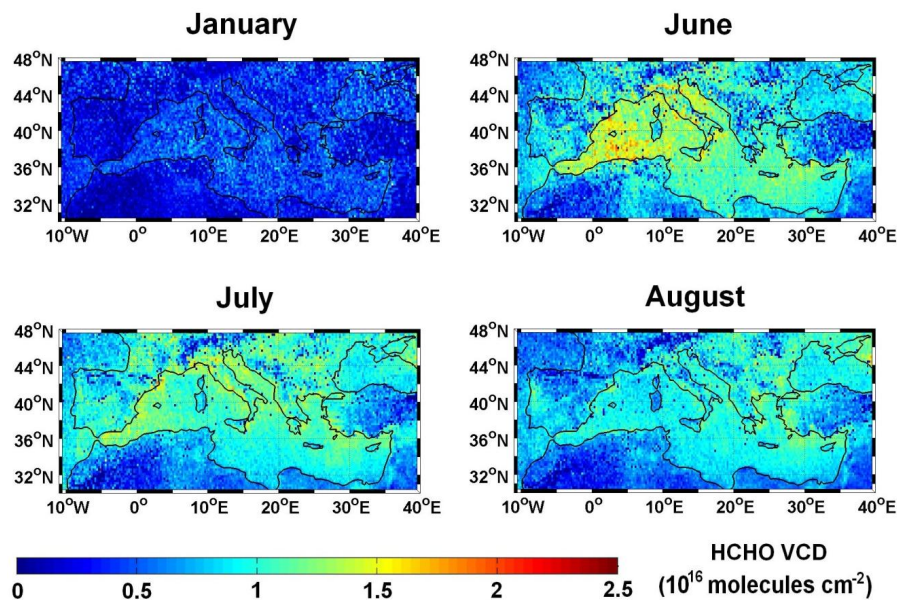 January
June
48°N
44°N
40°N
36°N
32°N
10°W 0° 10°E 20°E 30°E 40°E
48°N
44°N
40°N
36°N
32°N
10°W 0° 10°E 20°E 30°E 40°E
July
August
48°N
44°N
40°N
36°N
32°N
10°W 0° 10°E 20°E 30°E 40°E
48°N
44°N
40°N
36°N
32°N
10°W 0° 10°E 20°E 30°E 40°E
0 0.5 1 1.5 2 2.5
HCHO VCD
(10¹⁶ molecules cm⁻²)